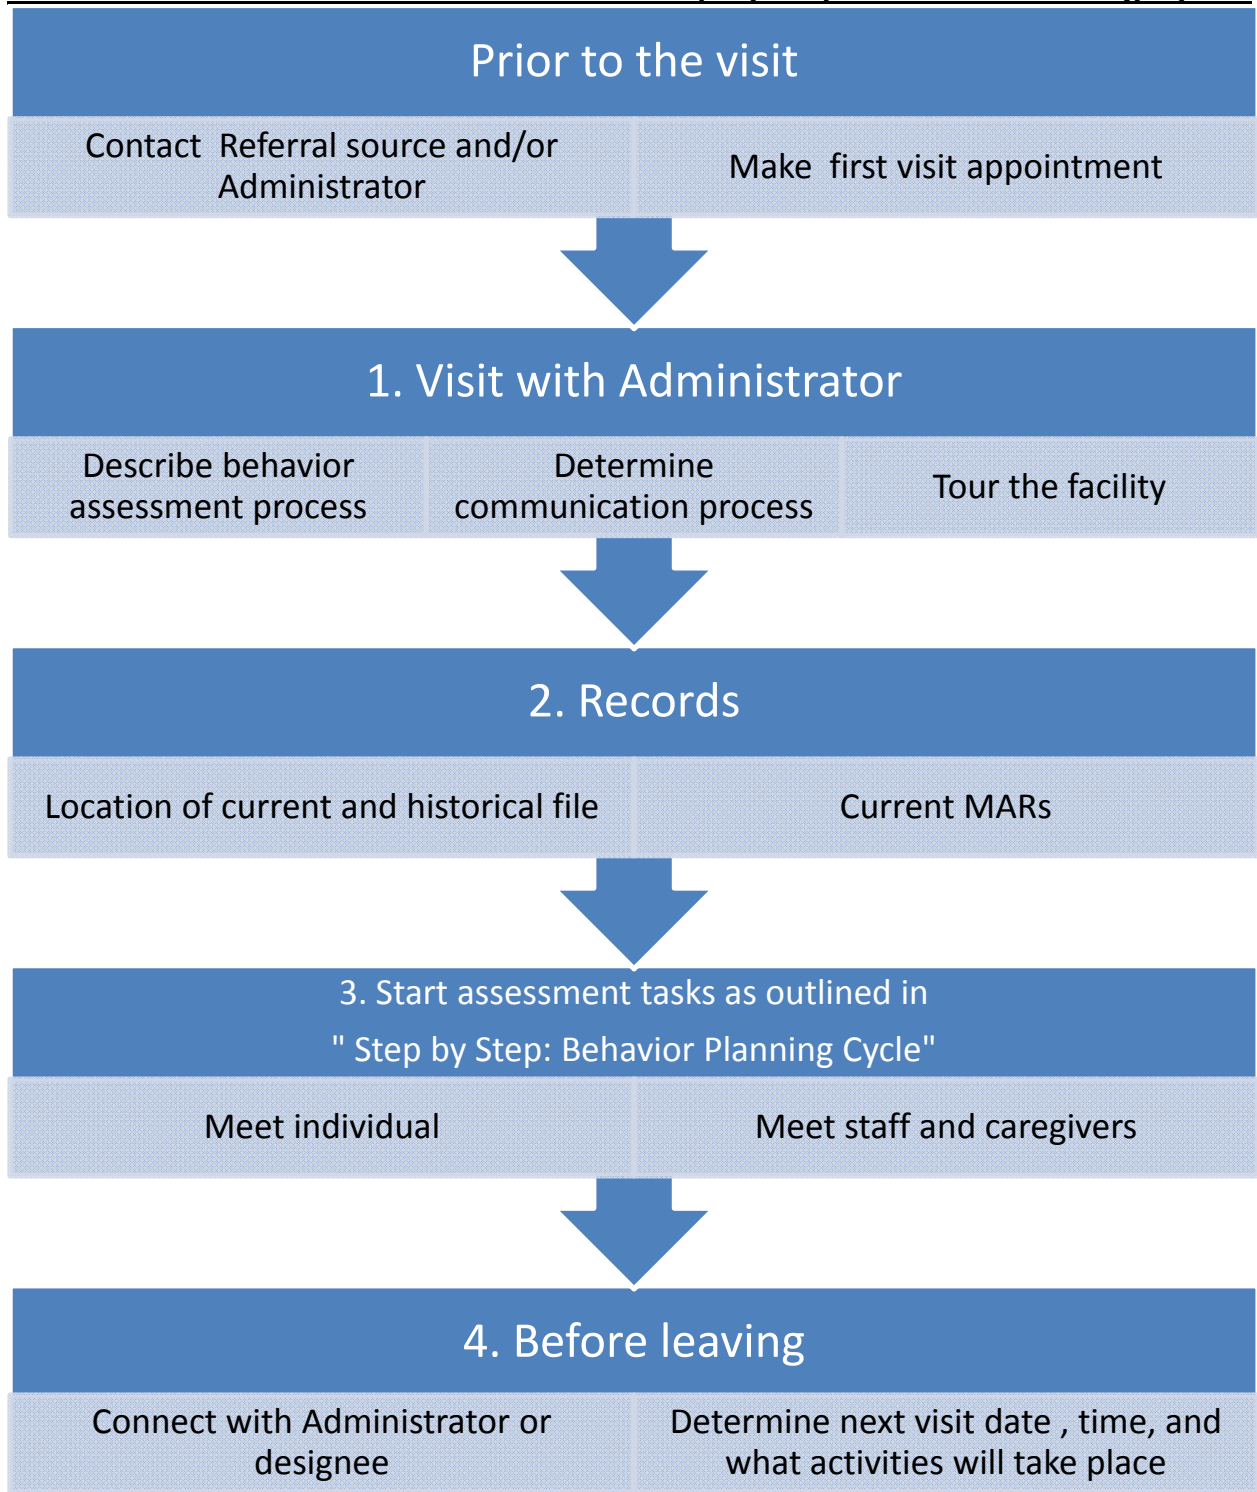 Prior to the visit
Contact  Referral source and/or
Administrator
Make  first visit appointment
1. Visit with Administrator
Describe behavior
assessment process
Determine
communication process
Tour the facility
2. Records
Location of current and historical file
Current MARs
3. Start assessment tasks as outlined in
" Step by Step: Behavior Planning Cycle"
Meet individual
Meet staff and caregivers
4. Before leaving
Connect with Administrator or
designee
Determine next visit date , time, and
what activities will take place